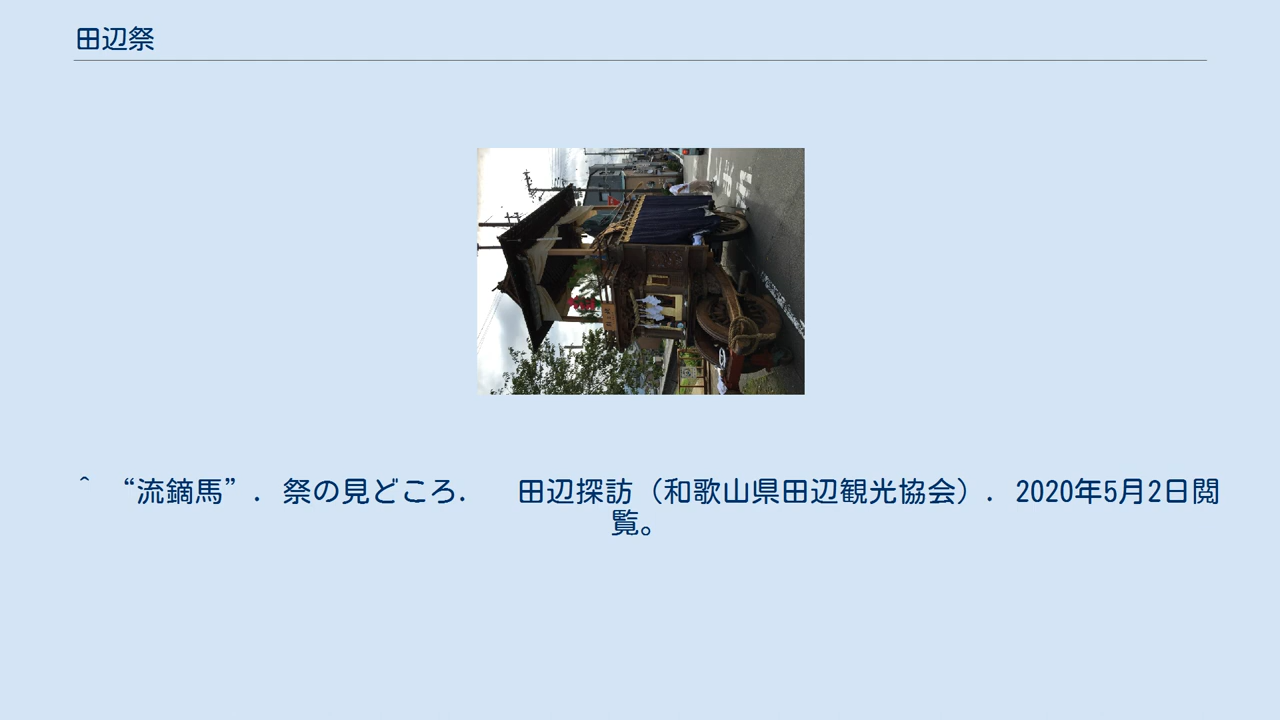 田辺祭
^ “流鏑馬”. 祭の見どころ. 田辺探訪（和歌山県田辺観光協会）. 2020年5月2日閲
覧。